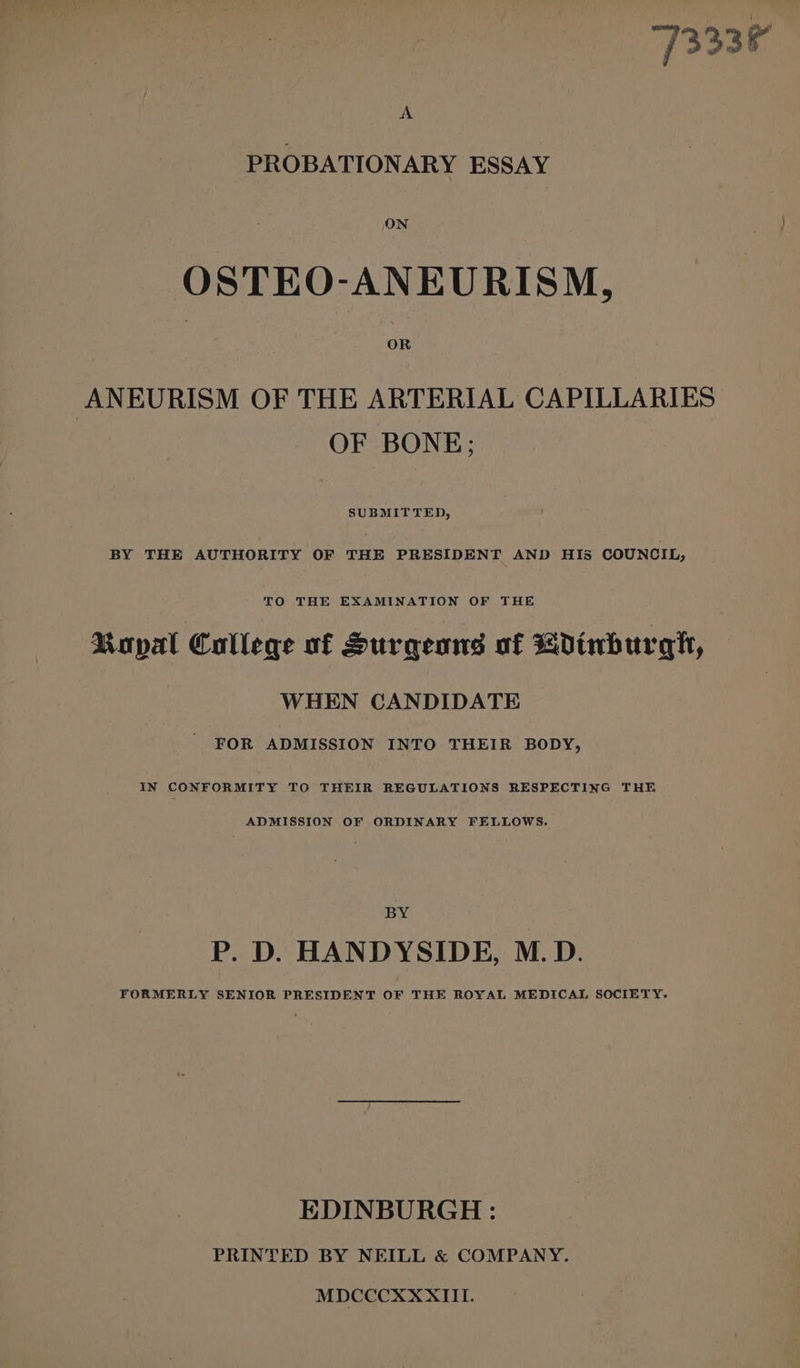 73338
A
PROBATIONARY ESSAY
ON
OSTEO-ANEURISM,
OR
ANEURISM OF THE ARTERIAL CAPILLARIES
OF BONE;
SUBMITTED,
BY THE AUTHORITY OF THE PRESIDENT AND HIS COUNCIL,
TO THE EXAMINATION OF THE
Royal College of Surgeons of Edinburgh,
WHEN CANDIDATE
FOR ADMISSION INTO THEIR BODY,
IN CONFORMITY TO THEIR REGULATIONS RESPECTING THE
ADMISSION OF ORDINARY FELLOWS.
BY
P. D. HANDYSIDE, M.D.
FORMERLY SENIOR PRESIDENT OF THE ROYAL MEDICAL SOCIETY.
EDINBURGH:
PRINTED BY NEILL & COMPANY.
MDCCCXXXIII.